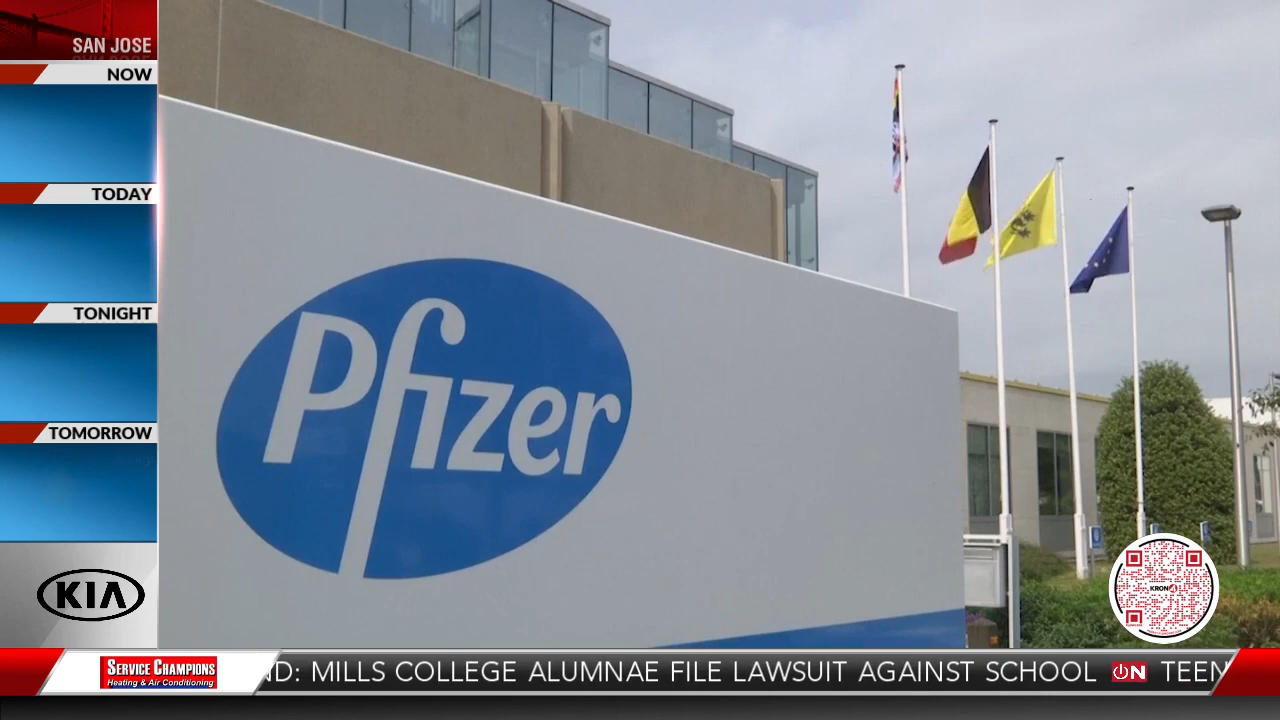 SAN JOSE
NOW
TODAY
TONIGHT
TOMORROW
KIA
Pfizer
KRON4
SERVICE CHAMPIONS
Heating & Air Conditioning
ND: MILLS COLLEGE ALUMNAE FILE LAWSUIT AGAINST SCHOOL ON TEEN